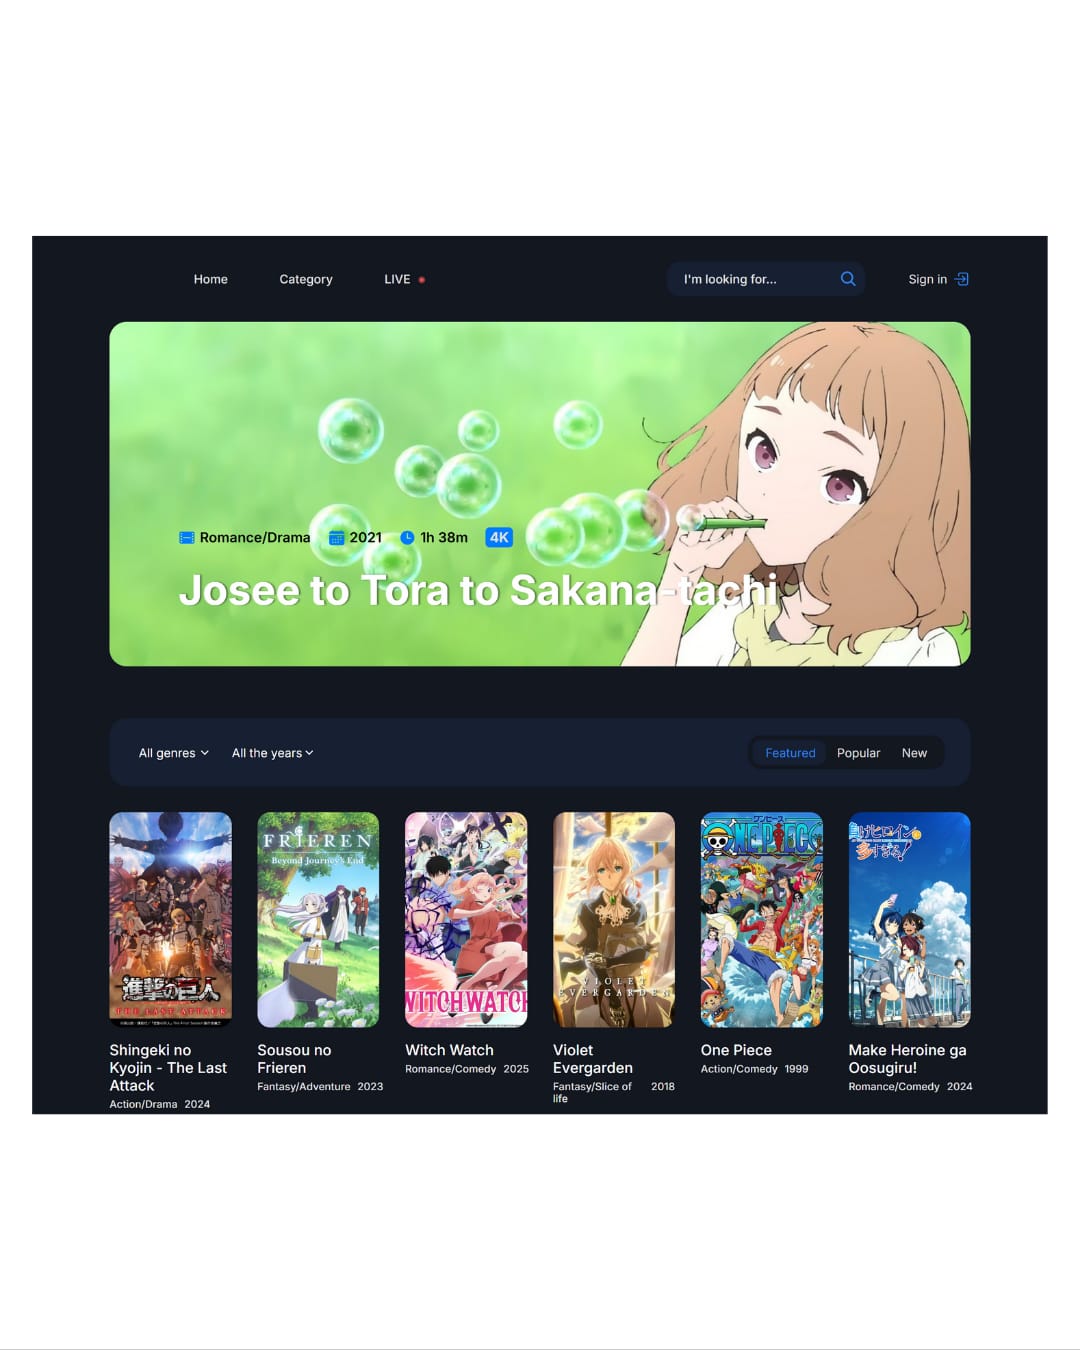 Home Category LIVE I'm looking for... Sign in
Romance/Drama 2021 1h 38m 4K
Josee to Tora to Sakana-tachi
All genres All the years Featured Popular New
進撃の巨人
THE LAST ATTACK
FRIEREN
Beyond Journey's End
WITCH WATCH
VIOLET
EVERGARDEN
ワンピース
ONE PIECE
負けヒロインが
多すぎる!
Shingeki no
Kyojin - The Last
Attack
Action/Drama 2024
Sousou no
Frieren
Fantasy/Adventure 2023
Witch Watch
Romance/Comedy 2025
Violet
Evergarden
Fantasy/Slice of 2018
life
One Piece
Action/Comedy 1999
Make Heroine ga
Oosugiru!
Romance/Comedy 2024